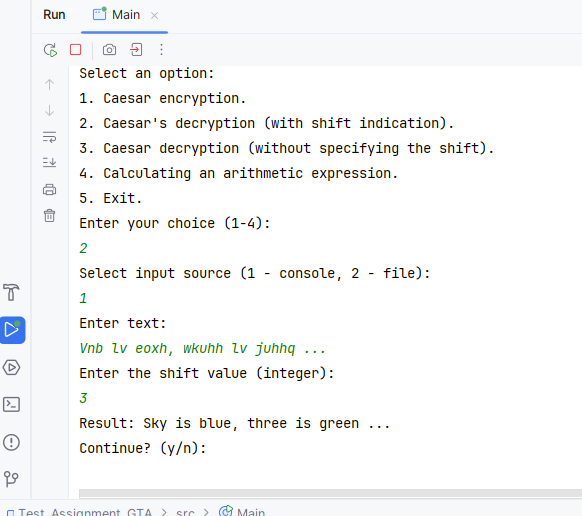 Run Main
Select an option:
1. Caesar encryption.
2. Caesar's decryption (with shift indication).
3. Caesar decryption (without specifying the shift).
4. Calculating an arithmetic expression.
5. Exit.
Enter your choice (1-4):
2
Select input source (1 - console, 2 - file):
1
Enter text:
Vnb lv eoxh, wkuhh lv juhhq ...
Enter the shift value (integer):
3
Result: Sky is blue, three is green ...
Continue? (y/n):
Test_Assignment_GTA > src > Main